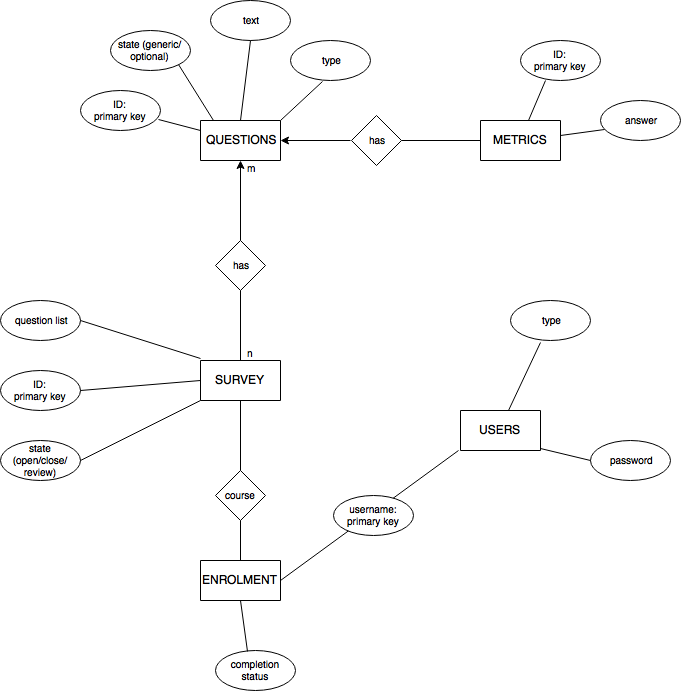 text
state (generic/
optional)
type
ID:
primary key
ID:
primary key
answer
QUESTIONS
has
METRICS
m
has
question list
type
n
ID:
primary key
SURVEY
USERS
state
(open/close/
review)
password
course
username:
primary key
ENROLMENT
completion
status